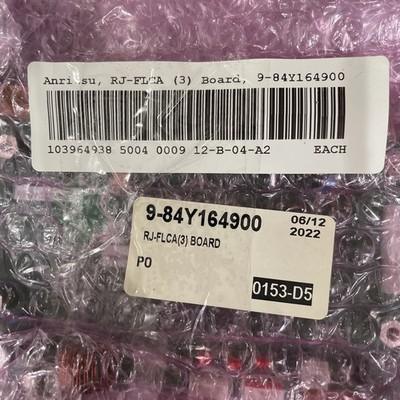 Anritsu, RJ-FLCA (3) Board, 9-84Y164900
103964938 5004 0009 12-B-04-A2 EACH
9-84Y164900 06/12
2022
RJ-FLCA(3) BOARD
PO
0153-D5